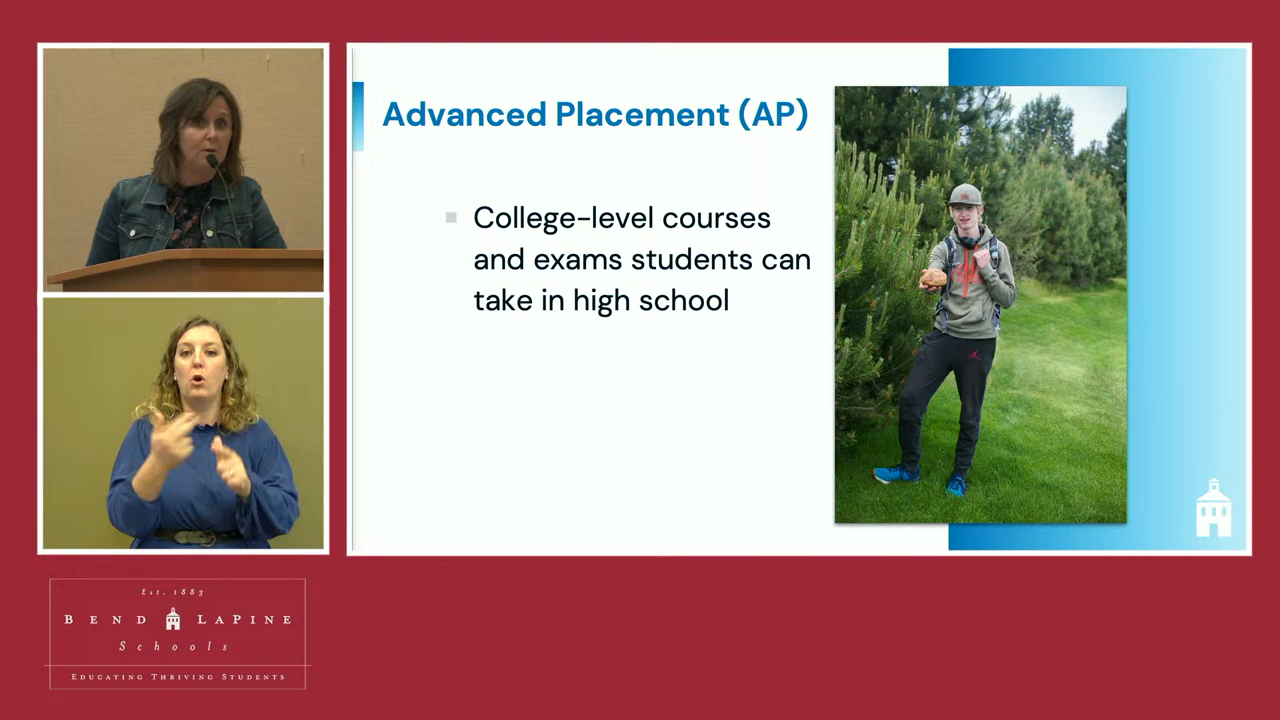 Advanced Placement (AP)
College-level courses
and exams students can
take in high school
Est. 1883
BEND LAPINE
Schools
EDUCATING THRIVING STUDENTS